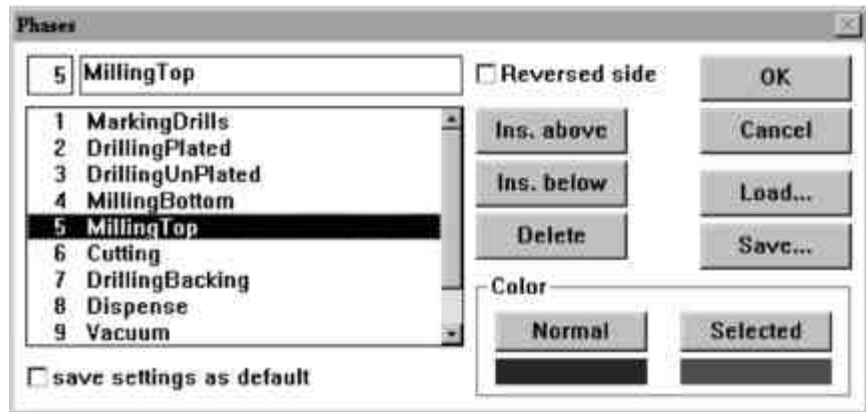 Phases
5 MillingTop
Reversed side
OK
1 MarkingDrills
2 DrillingPlated
3 DrillingUnPlated
4 MillingBottom
5 MillingTop
6 Cutting
7 DrillingBacking
8 Dispense
9 Vacuum
Ins. above
Cancel
Ins. below
Load...
Delete
Save...
Color
Normal
Selected
save settings as default